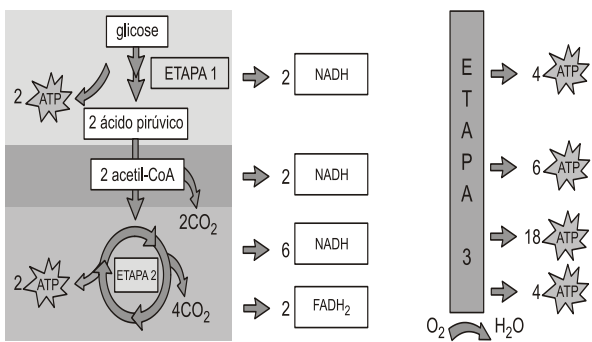 glicose
ETAPA 1
2 ATP
2 NADH
2 ácido pirúvico
2 acetil-CoA
2 NADH
2CO₂
6 NADH
ETAPA 2
2 ATP
4CO₂
2 FADH₂
ETAPA 3
4 ATP
6 ATP
18 ATP
4 ATP
O₂ H₂O